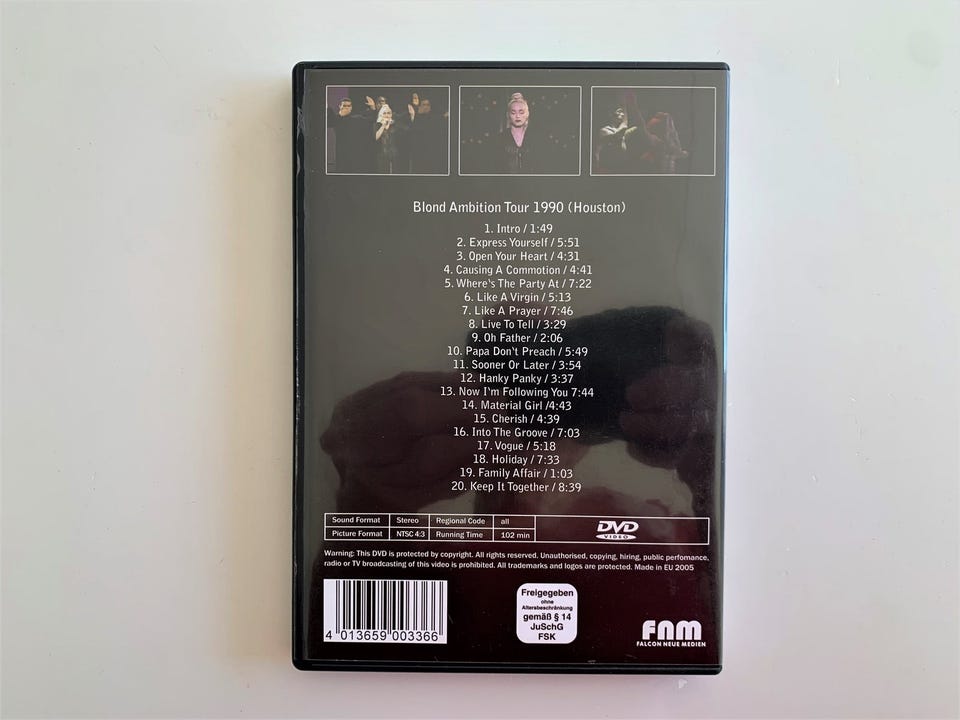 Blond Ambition Tour 1990 (Houston)
1. Intro / 1:49
2. Express Yourself / 5:51
3. Open Your Heart / 4:31
4. Causing A Commotion / 4:41
5. Where's The Party At / 7:22
6. Like A Virgin / 5:13
7. Like A Prayer / 7:46
8. Live To Tell / 3:29
9. Oh Father / 2:06
10. Papa Don't Preach / 5:49
11. Sooner Or Later / 3:54
12. Hanky Panky / 3:37
13. Now I'm Following You 7:44
14. Material Girl /4:43
15. Cherish / 4:39
16. Into The Groove / 7:03
17. Vogue / 5:18
18. Holiday / 7:33
19. Family Affair / 1:03
20. Keep It Together / 8:39
Sound Format Stereo Regional Code all
Picture Format NTSC 4:3 Running Time 102 min
DVD
VIDEO
Warning: This DVD is protected by copyright. All rights reserved. Unauthorised, copying, hiring, public perfomance,
radio or TV broadcasting of this video is prohibited. All trademarks and logos are protected. Made in EU 2005
4 013659 003366
Freigegeben
ohne
Altersbeschränkung
gemäß § 14
JuSchG
FSK
FNM
FALCON NEUE MEDIEN